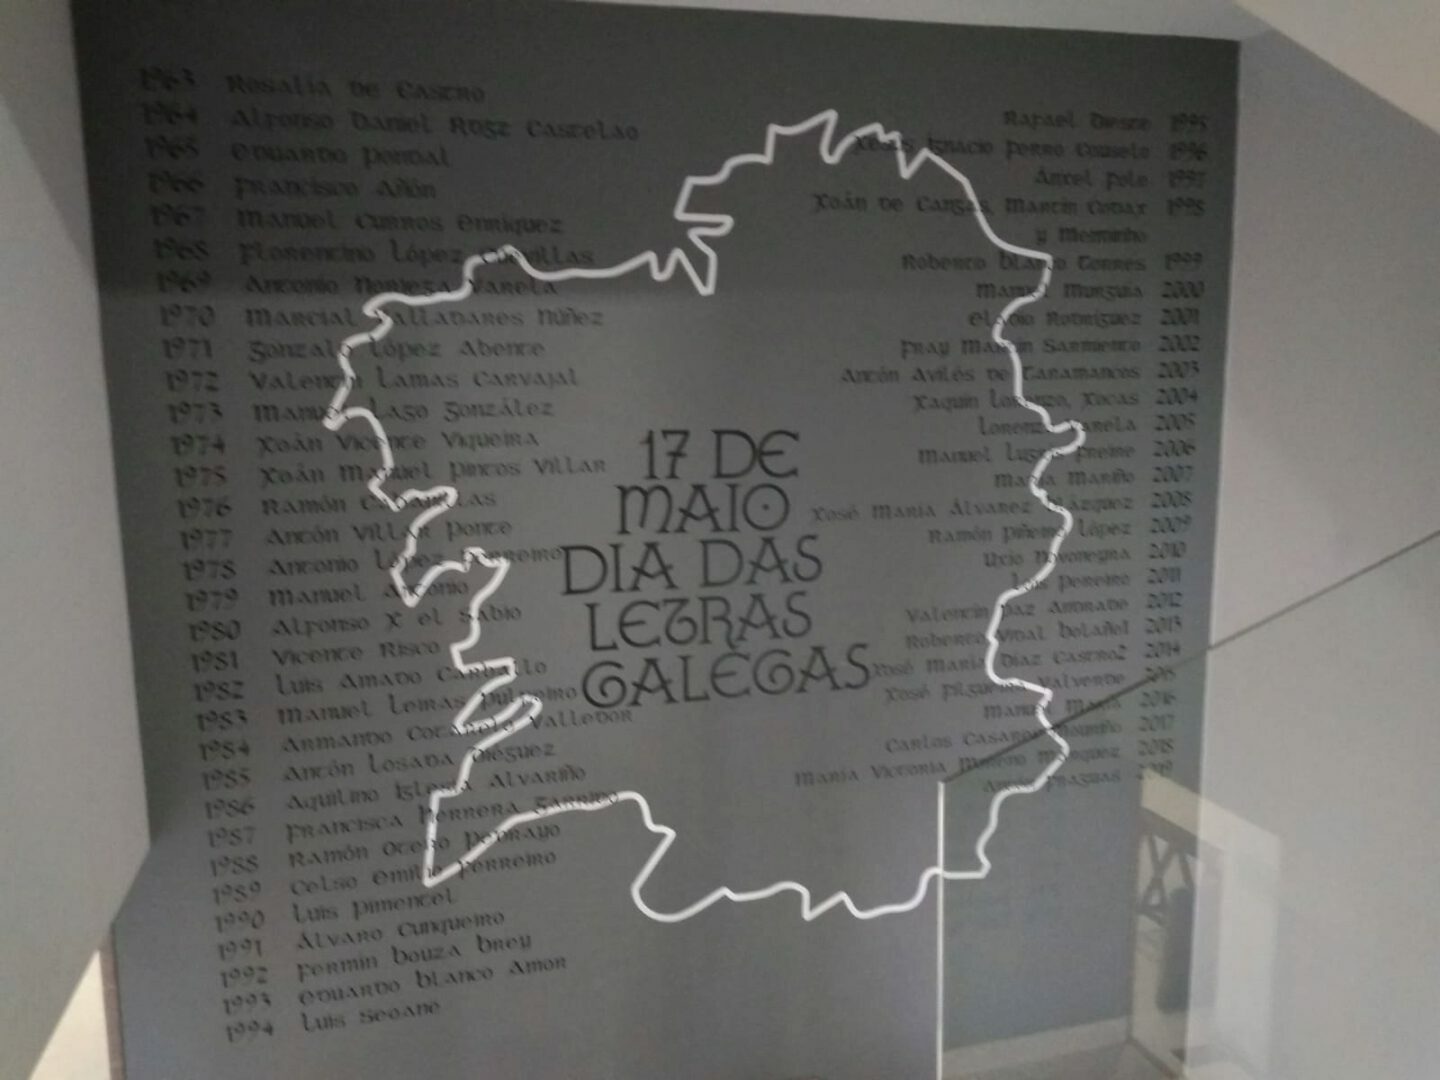 1963 Rosalía de Castro
1964 Alfonso Daniel Rdgz Castelao
1965 Eduardo Pondal
1966 Francisco Añón
1967 Manuel Curros Enríquez
1968 Florencino López Cuevillas
1969 Antonio Noriega Varela
1970 Marcial Valladares Núñez
1971 Gonzalo López Abente
1972 Valentín Lamas Carvajal
1973 Manuel Lago González
1974 Xoán Vicente Viqueira
1975 Xoán Manuel Pintos Villar
1976 Ramón Cabanillas
1977 Antón Villar Ponte
1978 Antonio López Ferreiro
1979 Manuel Antonio
1980 Alfonso X el Sabio
1981 Vicente Risco
1982 Luis Amado Carballo
1983 Manuel Leiras Pulpeiro
1984 Armando Cotarelo Valledor
1985 Antón Losada Diéguez
1986 Aquilino Iglesia Alvariño
1987 Francisca Herrera Garrido
1988 Ramón Otero Pedrayo
1989 Celso Emilio Ferreiro
1990 Luis Pimentel
1991 Álvaro Cunqueiro
1992 Fermín Bouza Brey
1993 Eduardo Blanco Amor
1994 Luis Seoane
17 DE
MAIO
DIA DAS
LETRAS
GALEGAS
Rafael Dieste 1995
Xesús Ignacio Ferro Couselo 1996
Ánxel Fole 1997
Xoán de Cangas, Martín Codax 1998
y Mesminho
Roberto Blanco Torres 1999
Manuel Murguía 2000
Eladio Rodríguez 2001
Fray Martín Sarmiento 2002
Antón Avilés de Taramancos 2003
Xaquín Lorenzo, Xocas 2004
Lorenzo Varela 2005
Manuel Lugrís Freire 2006
María Mariño 2007
Xosé María Álvarez Blázquez 2008
Ramón Piñeiro López 2009
Uxío Novoneyra 2010
Lois Pereiro 2011
Valentín Paz Andrade 2012
Roberto Vidal Bolaño 2013
Xosé María Díaz Castro 2014
Xosé Filgueira Valverde 2015
Manuel María 2016
Carlos Casares Mouriño 2017
María Victoria Moreno Márquez 2018
Antón Fraguas 2019